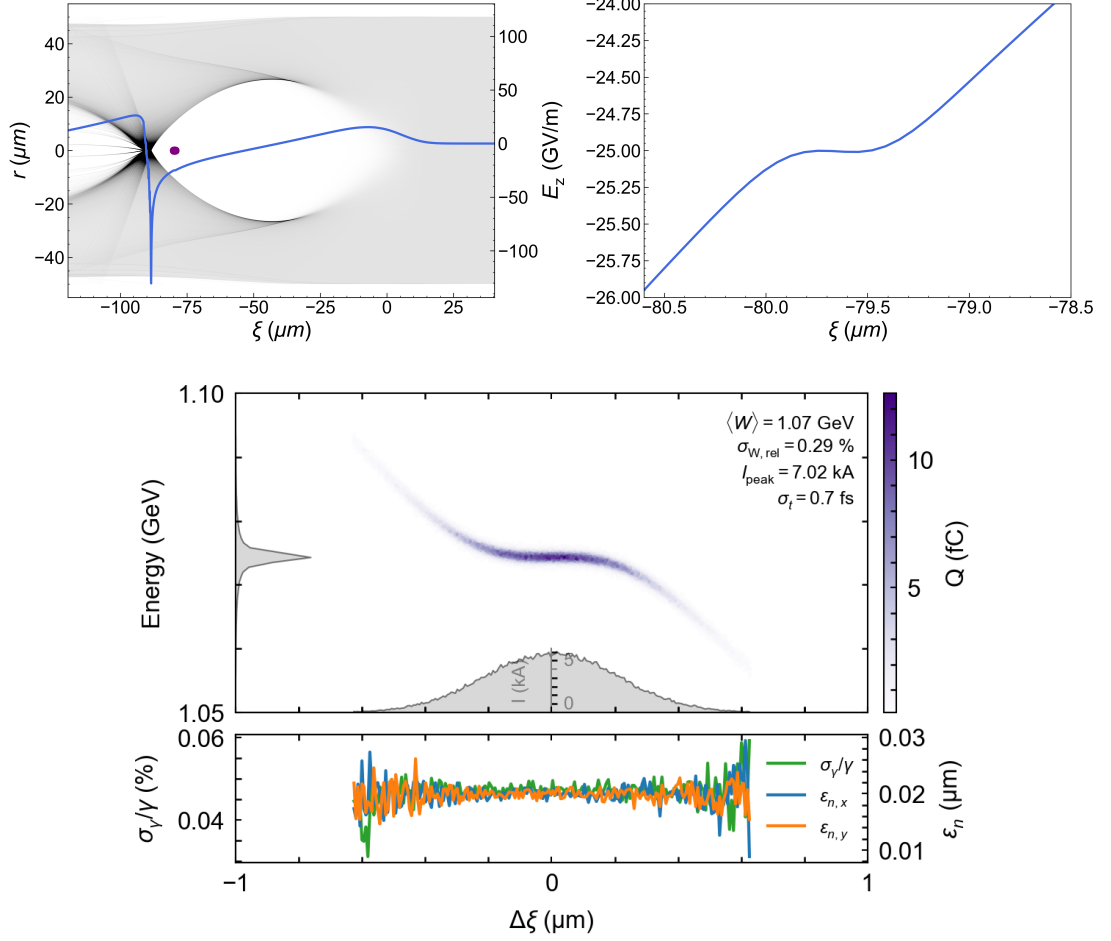 40
20
0
−20
−40
r (μm)
−100
−75
−50
−25
0
25
ξ (μm)
100
50
0
−50
−100
E_z (GV/m)
−24.00
−24.25
−24.50
−24.75
−25.00
−25.25
−25.50
−25.75
−26.00
−80.5
−80.0
−79.5
−79.0
−78.5
ξ (μm)
1.10
1.05
Energy (GeV)
⟨W⟩ = 1.07 GeV
σ_W, rel = 0.29 %
I_peak = 7.02 kA
σ_t = 0.7 fs
I (kA)
5
0
10
5
Q (fC)
0.06
0.04
σ_γ/γ (%)
σ_γ/γ
ε_n, x
ε_n, y
0.03
0.02
0.01
ε_n (μm)
−1
0
1
Δξ (μm)